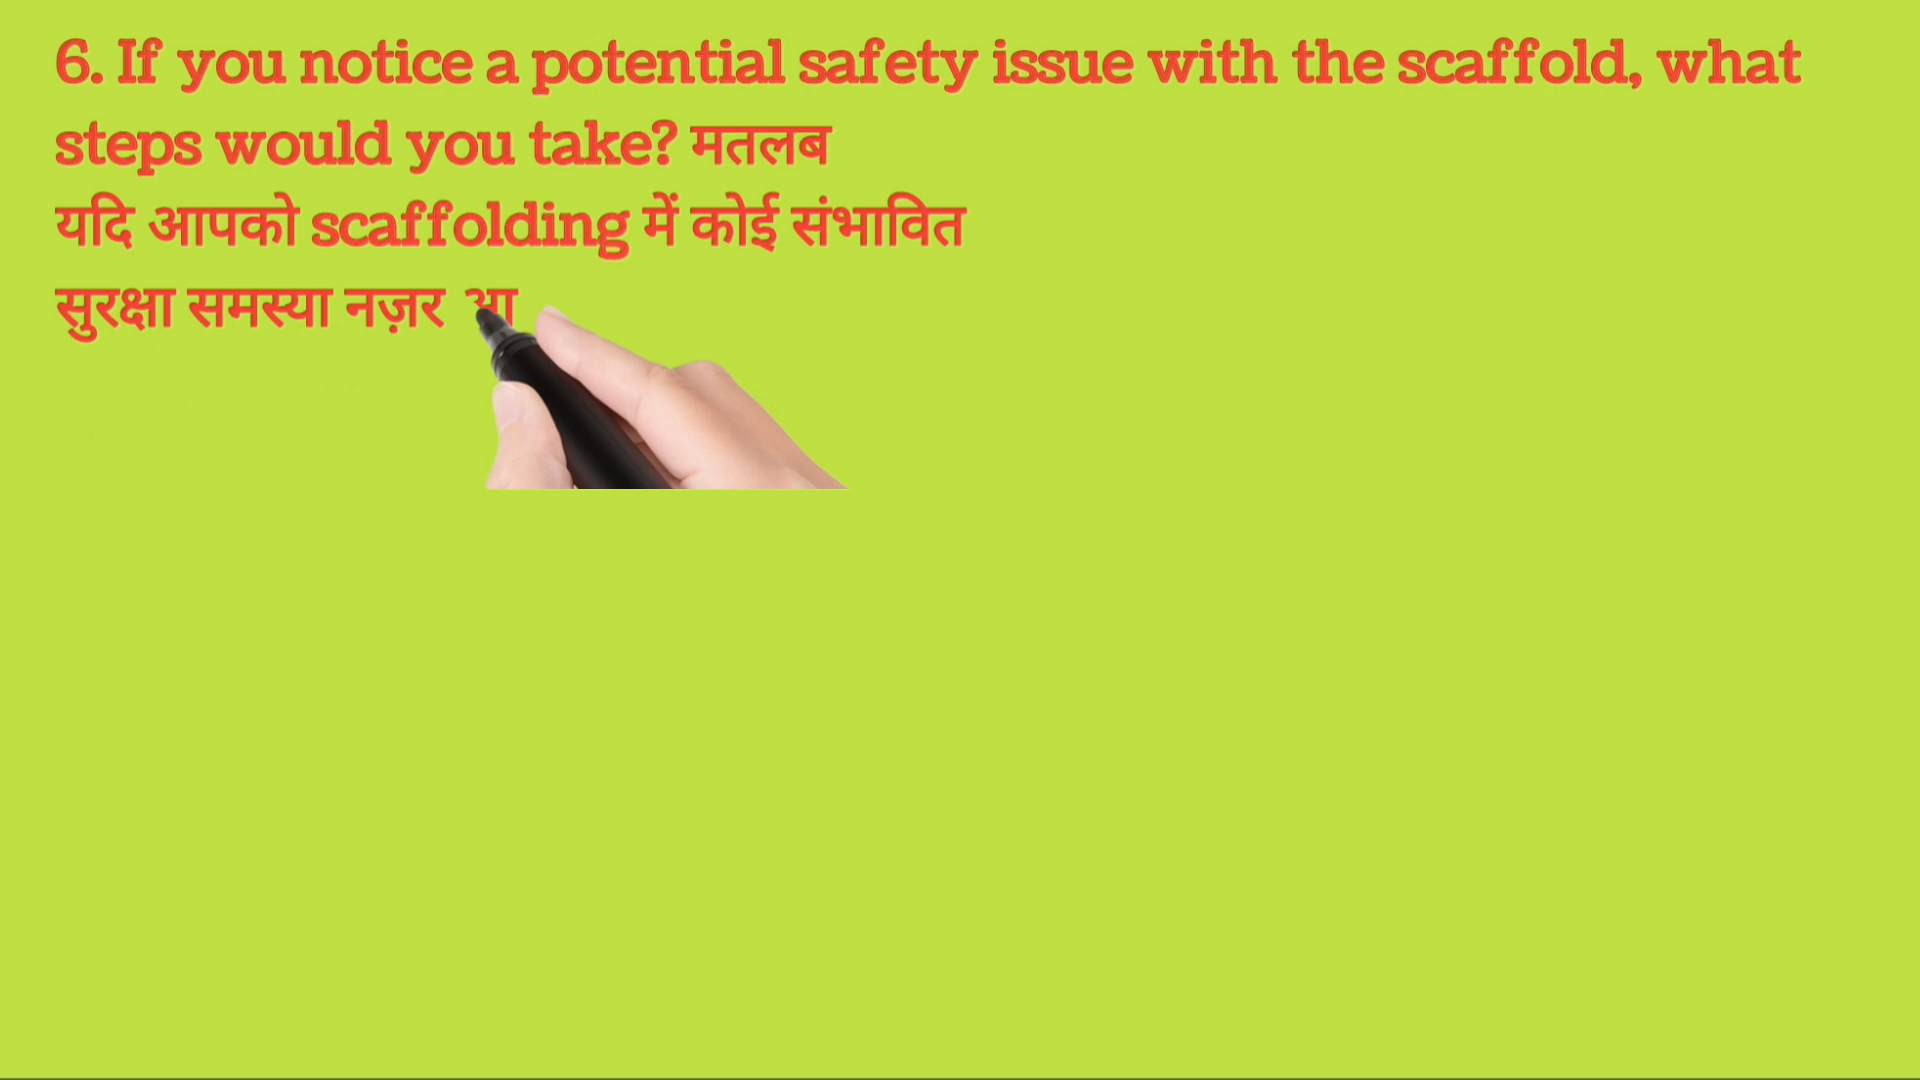 6. If you notice a potential safety issue with the scaffold, what
steps would you take? मतलब
यदि आपको scaffolding में कोई संभावित
सुरक्षा समस्या नज़र आ